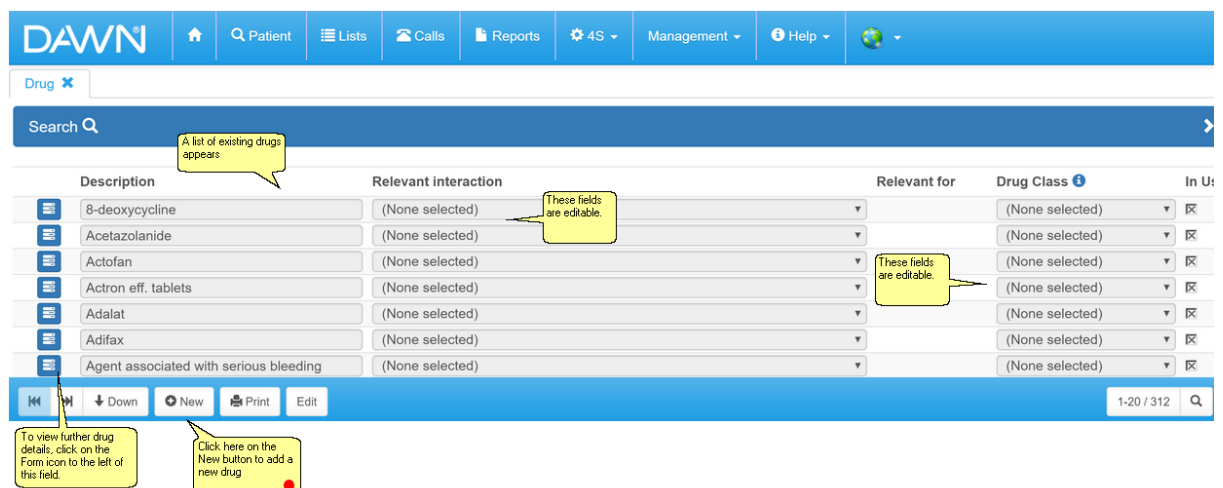 DAWN Patient Lists Calls Reports 4S Management Help
Drug
Search
A list of existing drugs
appears
Description Relevant interaction Relevant for Drug Class In Us
These fields
are editable.
8-deoxycycline (None selected) (None selected)
Acetazolanide (None selected) (None selected)
Actofan (None selected) (None selected)
These fields
are editable.
Actron eff. tablets (None selected) (None selected)
Adalat (None selected) (None selected)
Adifax (None selected) (None selected)
Agent associated with serious bleeding (None selected) (None selected)
Down New Print Edit 1-20 / 312
To view further drug
details, click on the
Form icon to the left of
this field.
Click here on the
New button to add a
new drug